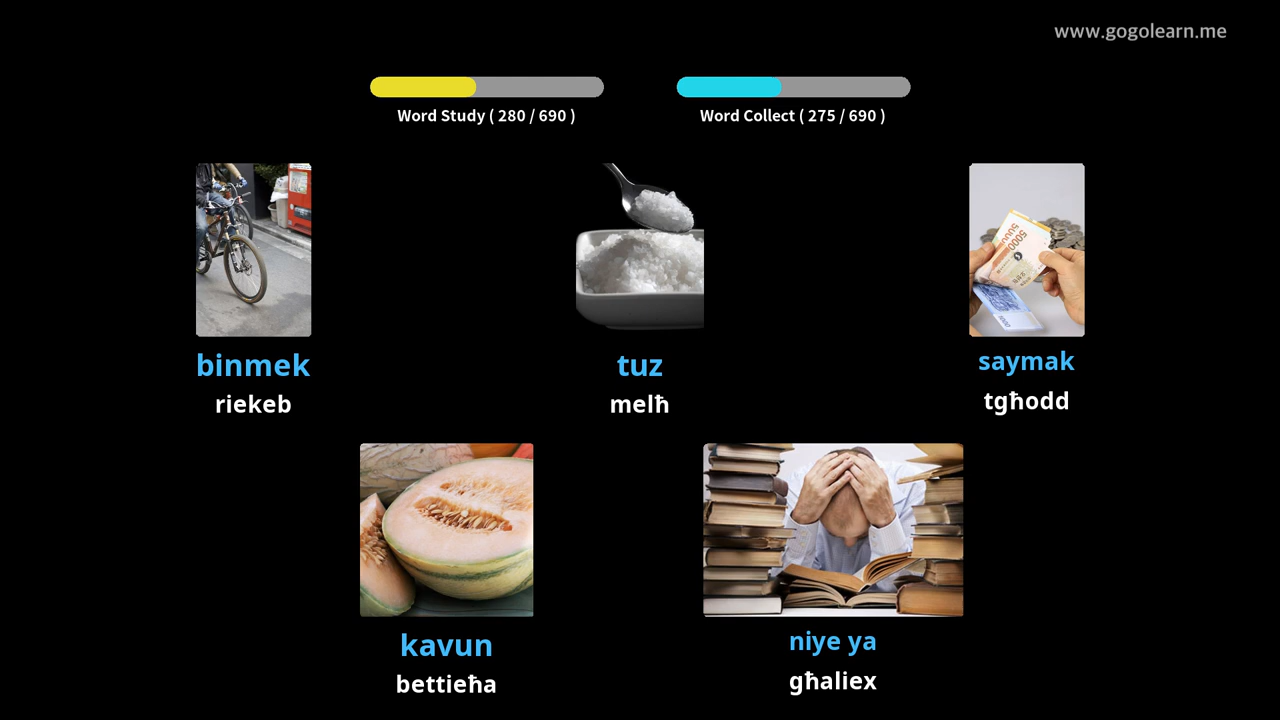 www.gogolearn.me
Word Study ( 280 / 690 )
Word Collect ( 275 / 690 )
binmek
riekeb
tuz
melħ
saymak
tgħodd
kavun
bettieħa
niye ya
għaliex